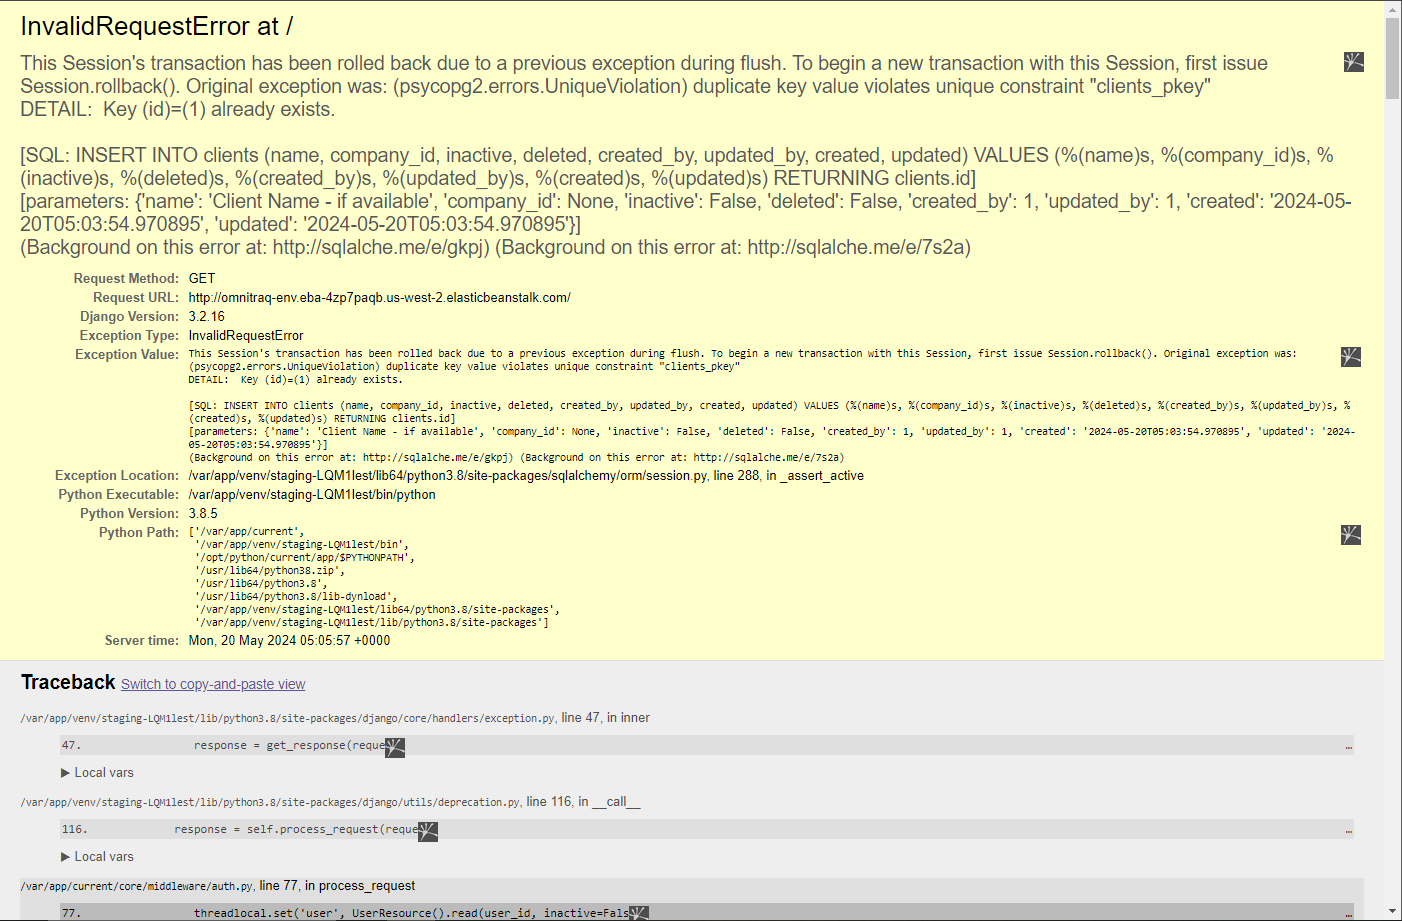 InvalidRequestError at /
This Session's transaction has been rolled back due to a previous exception during flush. To begin a new transaction with this Session, first issue
Session.rollback(). Original exception was: (psycopg2.errors.UniqueViolation) duplicate key value violates unique constraint "clients_pkey"
DETAIL:  Key (id)=(1) already exists.
[SQL: INSERT INTO clients (name, company_id, inactive, deleted, created_by, updated_by, created, updated) VALUES (%(name)s, %(company_id)s, %
(inactive)s, %(deleted)s, %(created_by)s, %(updated_by)s, %(created)s, %(updated)s) RETURNING clients.id]
[parameters: {'name': 'Client Name - if available', 'company_id': None, 'inactive': False, 'deleted': False, 'created_by': 1, 'updated_by': 1, 'created': '2024-05-
20T05:03:54.970895', 'updated': '2024-05-20T05:03:54.970895'}]
(Background on this error at: http://sqlalche.me/e/gkpj) (Background on this error at: http://sqlalche.me/e/7s2a)
Request Method: GET
Request URL: http://omnitraq-env.eba-4zp7paqb.us-west-2.elasticbeanstalk.com/
Django Version: 3.2.16
Exception Type: InvalidRequestError
Exception Value: This Session's transaction has been rolled back due to a previous exception during flush. To begin a new transaction with this Session, first issue Session.rollback(). Original exception was:
(psycopg2.errors.UniqueViolation) duplicate key value violates unique constraint "clients_pkey"
DETAIL:  Key (id)=(1) already exists.
[SQL: INSERT INTO clients (name, company_id, inactive, deleted, created_by, updated_by, created, updated) VALUES (%(name)s, %(company_id)s, %(inactive)s, %(deleted)s, %(created_by)s, %(updated_by)s, %
(created)s, %(updated)s) RETURNING clients.id]
[parameters: {'name': 'Client Name - if available', 'company_id': None, 'inactive': False, 'deleted': False, 'created_by': 1, 'updated_by': 1, 'created': '2024-05-20T05:03:54.970895', 'updated': '2024-
05-20T05:03:54.970895'}]
(Background on this error at: http://sqlalche.me/e/gkpj) (Background on this error at: http://sqlalche.me/e/7s2a)
Exception Location: /var/app/venv/staging-LQM1lest/lib64/python3.8/site-packages/sqlalchemy/orm/session.py, line 288, in _assert_active
Python Executable: /var/app/venv/staging-LQM1lest/bin/python
Python Version: 3.8.5
Python Path: ['/var/app/current',
'/var/app/venv/staging-LQM1lest/bin',
'/opt/python/current/app/$PYTHONPATH',
'/usr/lib64/python38.zip',
'/usr/lib64/python3.8',
'/usr/lib64/python3.8/lib-dynload',
'/var/app/venv/staging-LQM1lest/lib64/python3.8/site-packages',
'/var/app/venv/staging-LQM1lest/lib/python3.8/site-packages']
Server time: Mon, 20 May 2024 05:05:57 +0000
Traceback Switch to copy-and-paste view
/var/app/venv/staging-LQM1lest/lib/python3.8/site-packages/django/core/handlers/exception.py, line 47, in inner
47. response = get_response(reque …
▶ Local vars
/var/app/venv/staging-LQM1lest/lib/python3.8/site-packages/django/utils/deprecation.py, line 116, in __call__
116. response = self.process_request(reque …
▶ Local vars
/var/app/current/core/middleware/auth.py, line 77, in process_request
77. threadlocal.set('user', UserResource().read(user_id, inactive=Fals …